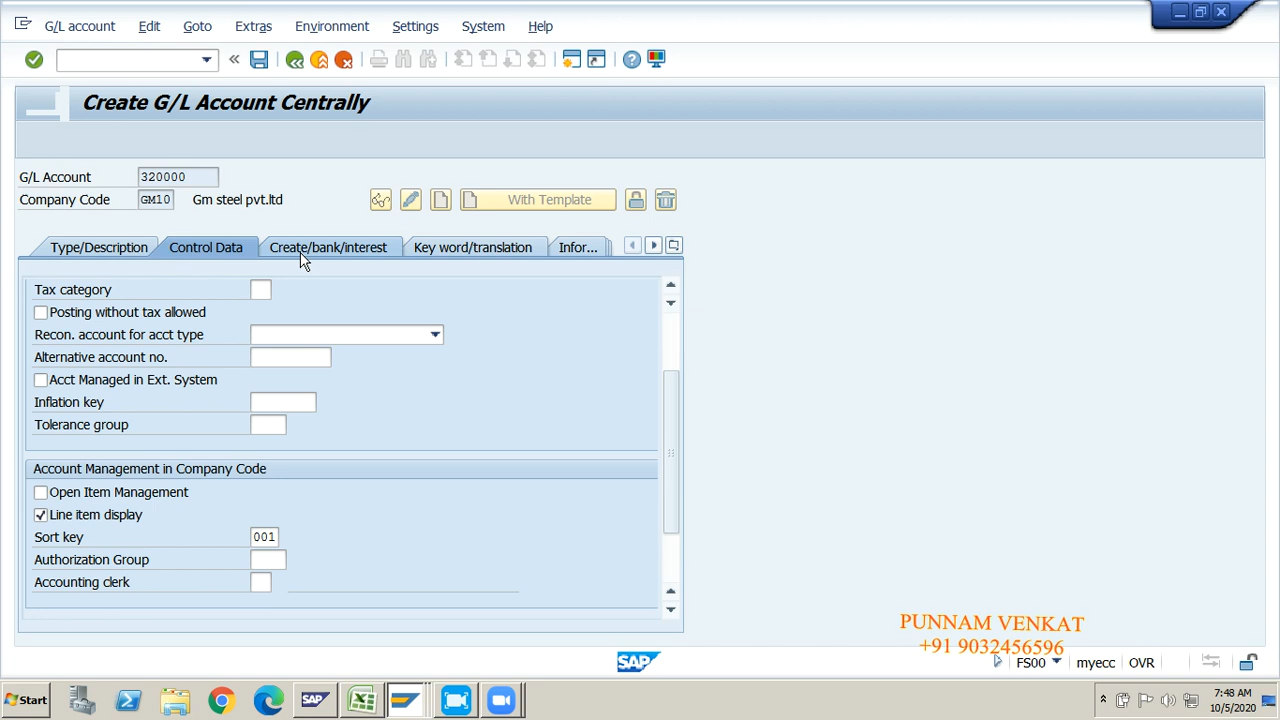 G/L account Edit Goto Extras Environment Settings System Help
Create G/L Account Centrally
G/L Account 320000
Company Code GM10 Gm steel pvt.ltd With Template
Type/Description Control Data Create/bank/interest Key word/translation Infor...
Tax category
Posting without tax allowed
Recon. account for acct type
Alternative account no.
Acct Managed in Ext. System
Inflation key
Tolerance group
Account Management in Company Code
Open Item Management
Line item display
Sort key 001
Authorization Group
Accounting clerk
PUNNAM VENKAT
+91 9032456596
SAP FS00 myecc OVR
Start SAP 7:48 AM
10/5/2020